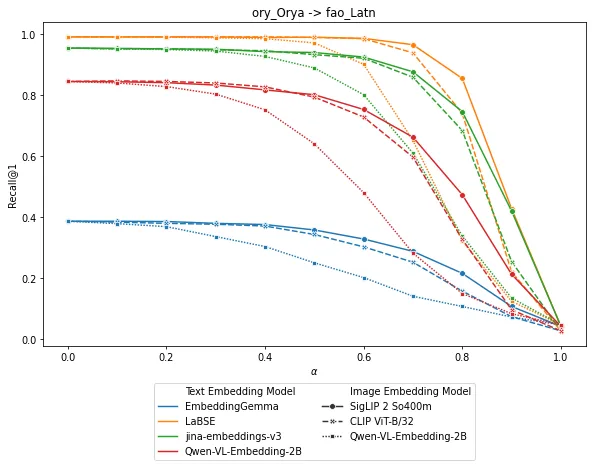 ory_Orya -> fao_Latn
1.0
0.8
0.6
0.4
0.2
0.0
Recall@1
0.0 0.2 0.4 0.6 0.8 1.0
α
Text Embedding Model
EmbeddingGemma
LaBSE
jina-embeddings-v3
Qwen-VL-Embedding-2B
Image Embedding Model
SigLIP 2 So400m
CLIP ViT-B/32
Qwen-VL-Embedding-2B